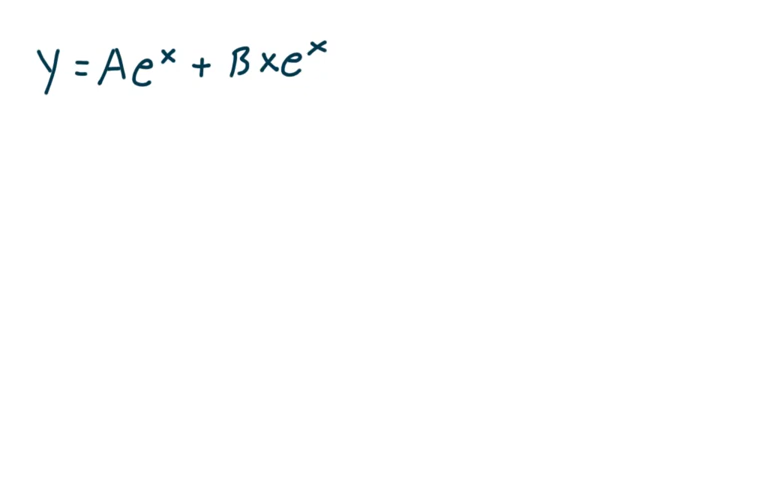 y = Ae^x + Bxe^x